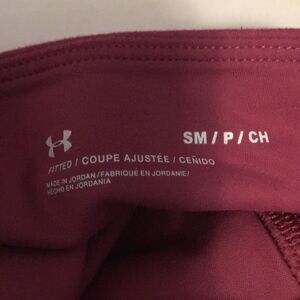 SM / P / CH
FITTED / COUPE AJUSTÉE / CEÑIDO
MADE IN JORDAN / FABRIQUÉ EN JORDANIE /
HECHO EN JORDANIA